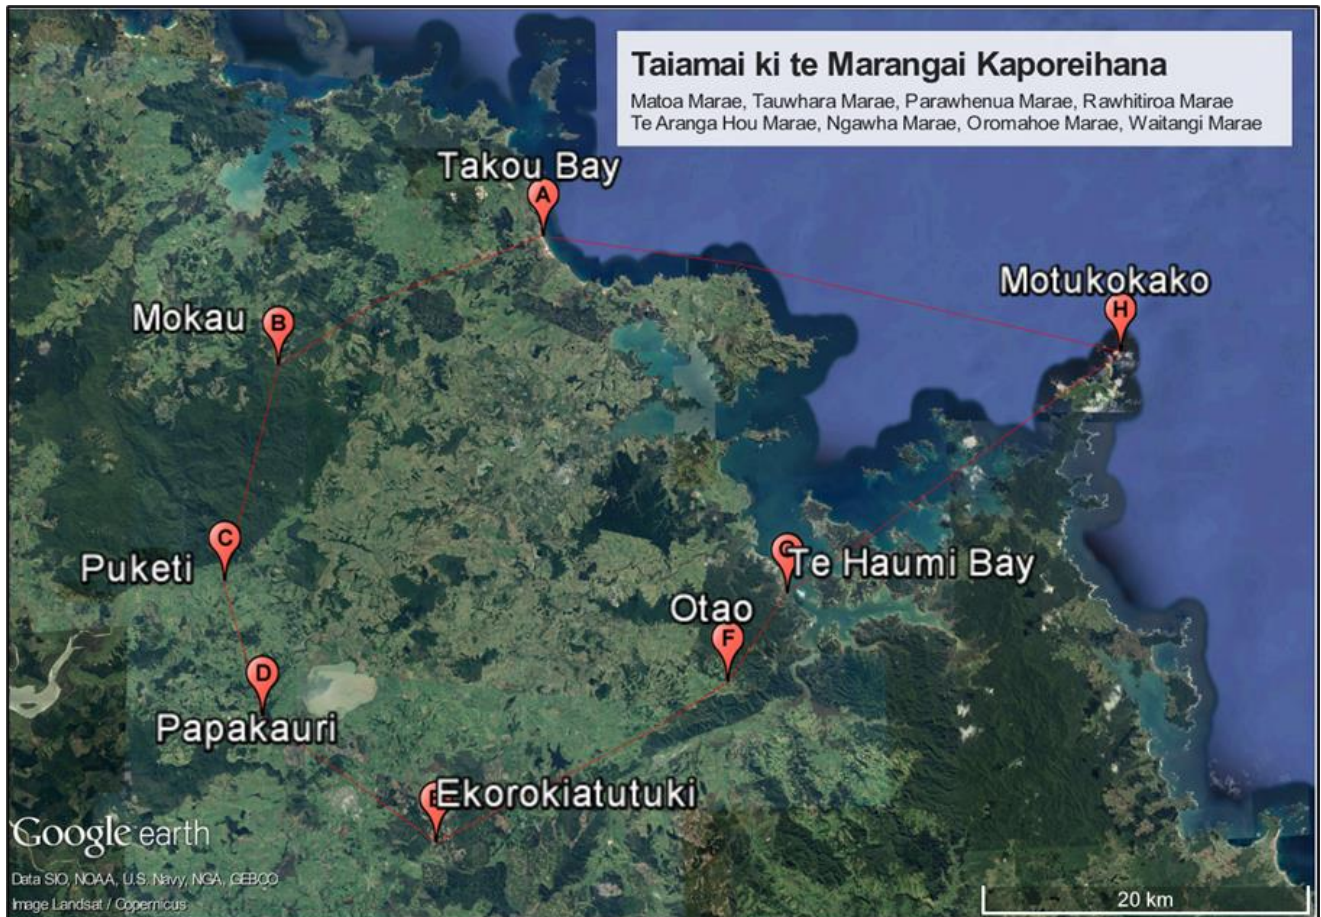 Taiamai ki te Marangai Kaporeihana
Matoa Marae, Tauwhara Marae, Parawhenua Marae, Rawhitiroa Marae
Te Aranga Hou Marae, Ngawha Marae, Oromahoe Marae, Waitangi Marae
Takou Bay
A
Motukokako
H
Mokau
B
C
Puketi
G
Te Haumi Bay
Otao
F
D
Papakauri
E
Ekorokiatutuki
Google earth
Data SIO, NOAA, U.S. Navy, NGA, GEBCO
Image Landsat / Copernicus
20 km